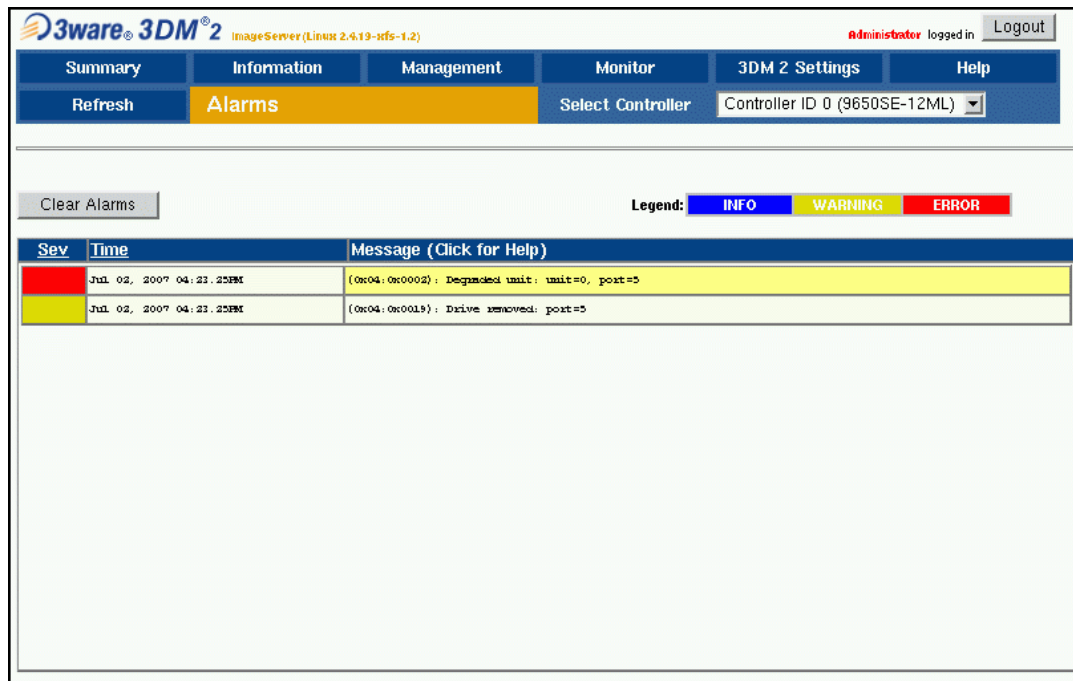 3ware® 3DM®2 ImageServer (Linux 2.4.19-xfs-1.2) Administrator logged in Logout
Summary Information Management Monitor 3DM 2 Settings Help
Refresh Alarms Select Controller Controller ID 0 (9650SE-12ML)
Clear Alarms Legend: INFO WARNING ERROR
Sev Time Message (Click for Help)
Jul 02, 2007 04:23.25PM (0x04:0x0002): Degraded unit: unit=0, port=5
Jul 02, 2007 04:23.25PM (0x04:0x0019): Drive removed: port=5